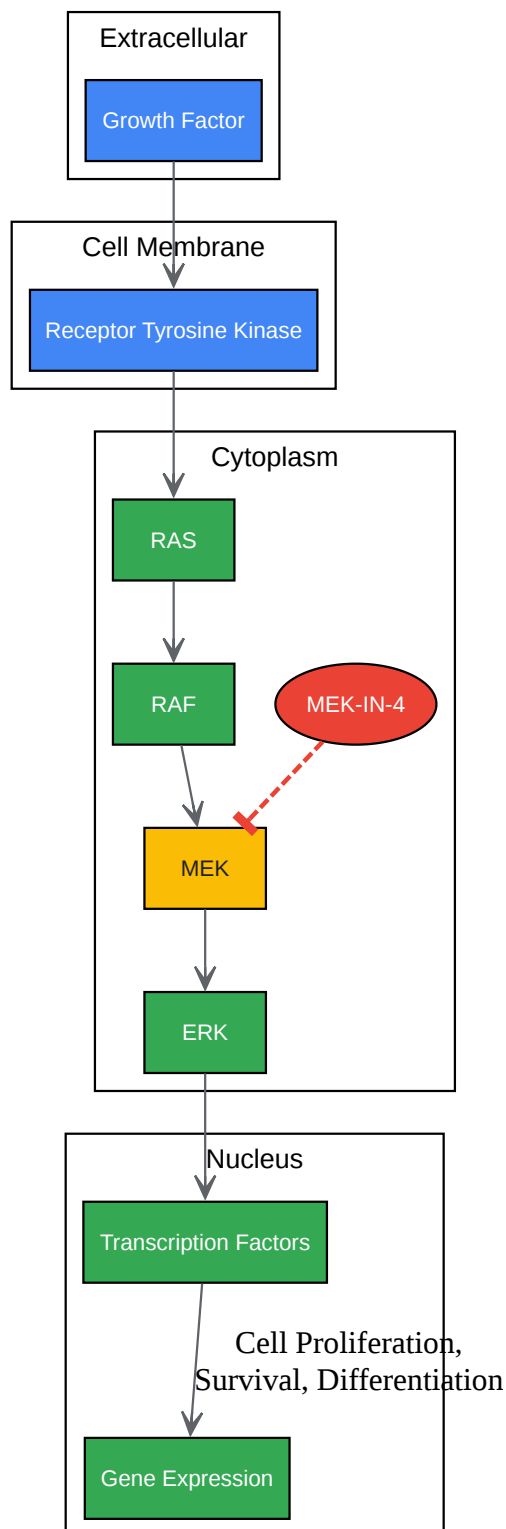 Extracellular
Growth Factor
Cell Membrane
Receptor Tyrosine Kinase
Cytoplasm
RAS
RAF
MEK-IN-4
MEK
ERK
Nucleus
Transcription Factors
Cell Proliferation,
Survival, Differentiation
Gene Expression